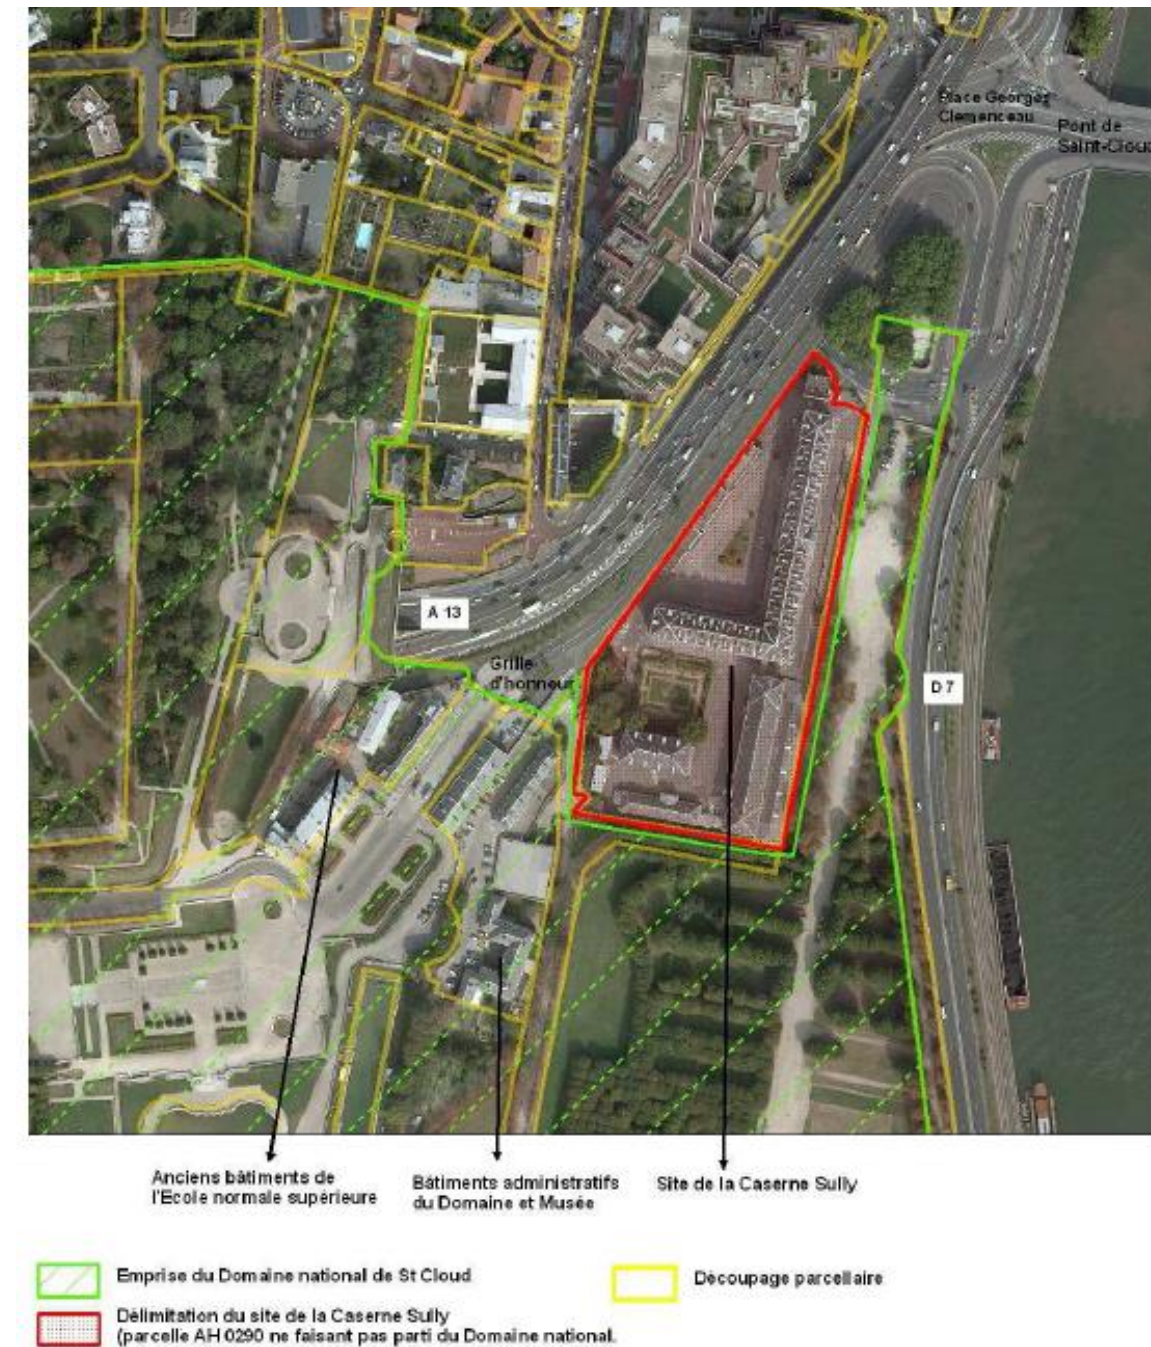 Place Georges
Clemenceau
Pont de
Saint-Clou
A 13
Grille
d'honneur
D 7
Anciens bâtiments de
l'Ecole normale supérieure
Bâtiments administratifs
du Domaine et Musée
Site de la Caserne Sully
Emprise du Domaine national de St Cloud
Découpage parcellaire
Délimitation du site de la Caserne Sully
(parcelle AH 0290 ne faisant pas parti du Domaine national.